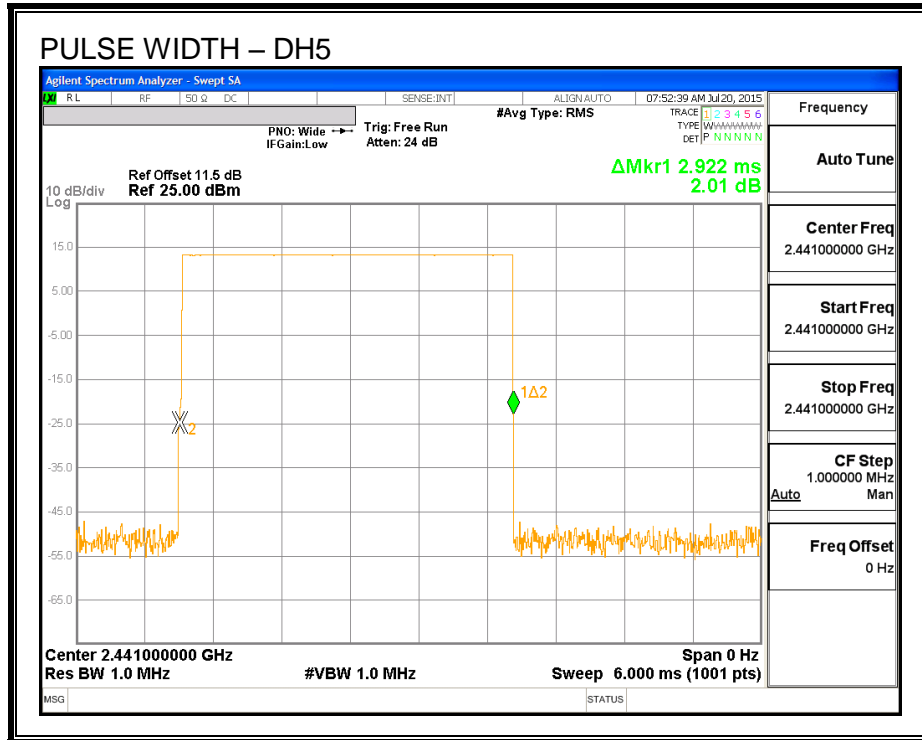 PULSE WIDTH – DH5
Agilent Spectrum Analyzer - Swept SA
LXI RL RF 50 Ω DC SENSE:INT ALIGNAUTO 07:52:39 AM Jul 20, 2015
#Avg Type: RMS
TRACE 1 2 3 4 5 6
TYPE WWWWWW
DET P N N N N N
PNO: Wide
IFGain:Low
Trig: Free Run
Atten: 24 dB
ΔMkr1 2.922 ms
2.01 dB
Ref Offset 11.5 dB
Ref 25.00 dBm
10 dB/div
Log
15.0
5.00
-5.00
-15.0
-25.0
-35.0
-45.0
-55.0
-65.0
1Δ2
2
Center 2.441000000 GHz
Span 0 Hz
Res BW 1.0 MHz
#VBW 1.0 MHz
Sweep 6.000 ms (1001 pts)
MSG
STATUS
Frequency
Auto Tune
Center Freq
2.441000000 GHz
Start Freq
2.441000000 GHz
Stop Freq
2.441000000 GHz
CF Step
1.000000 MHz
Auto Man
Freq Offset
0 Hz